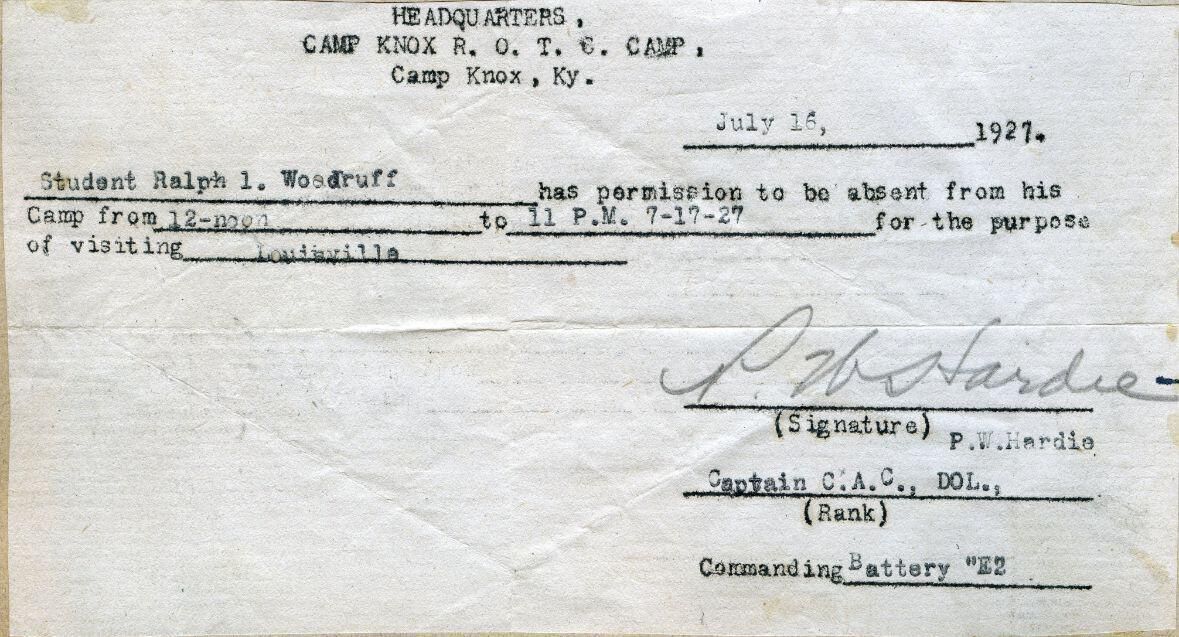 HEADQUARTERS,
CAMP KNOX R. O. T. C. CAMP,
Camp Knox, Ky.
July 16, 1927.
Student Ralph l. Woodruff has permission to be absent from his
Camp from 12-noon to 11 P.M. 7-17-27 for the purpose
of visiting Louisville
P. W. Hardie
(Signature) P.W.Hardie
Captain C.A.C., DOL.,
(Rank)
Commanding Battery "E2